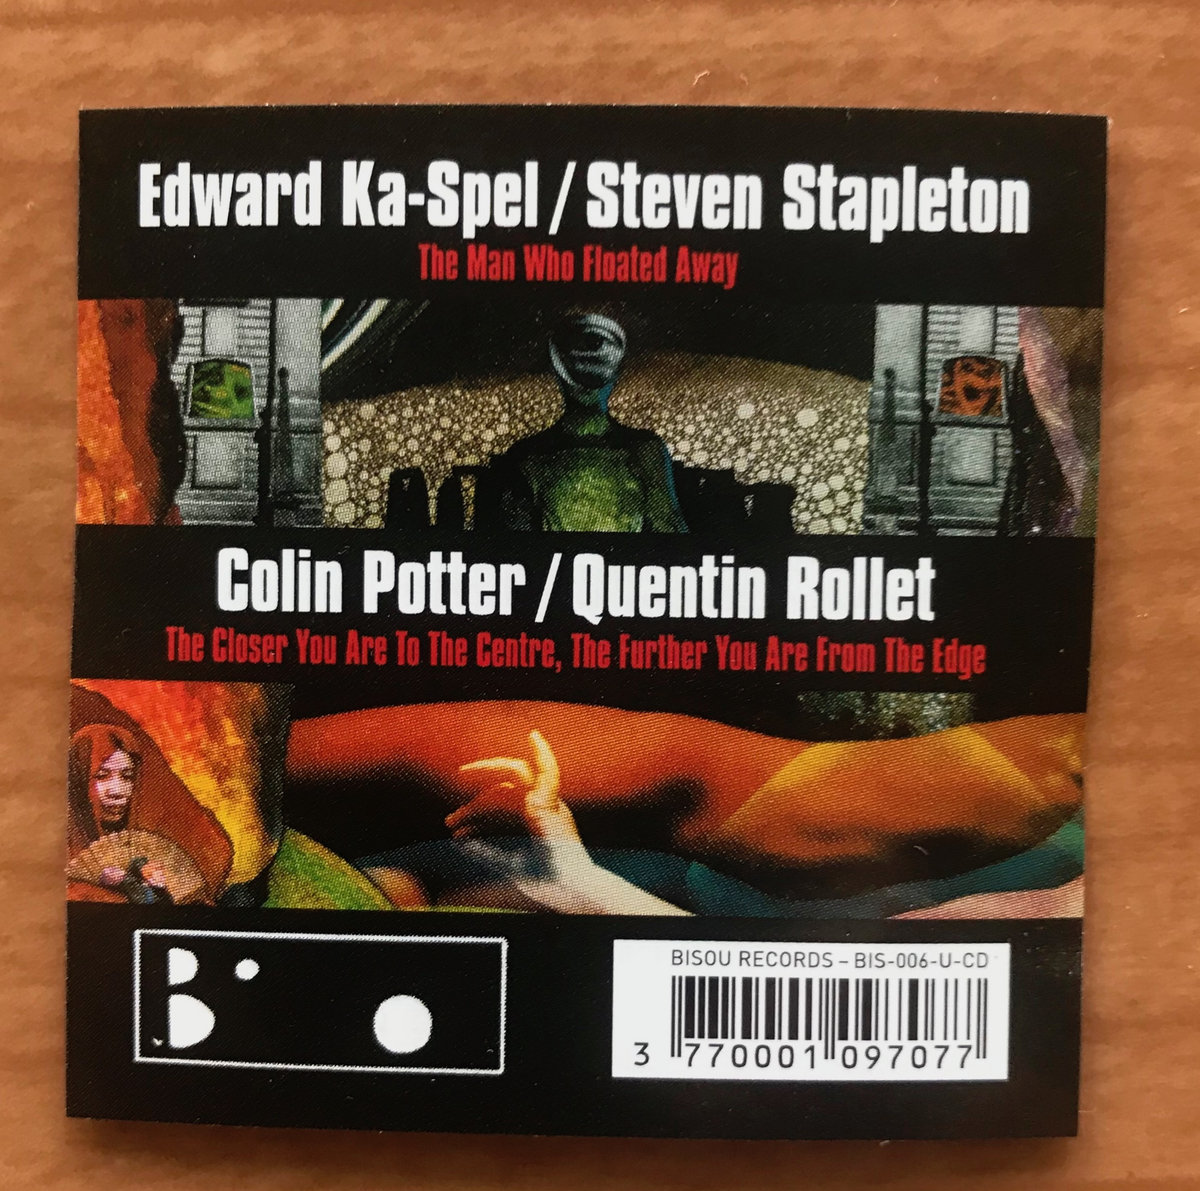 Edward Ka-Spel / Steven Stapleton
The Man Who Floated Away
Colin Potter / Quentin Rollet
The Closer You Are To The Centre, The Further You Are From The Edge
BISOU RECORDS – BIS-006-U-CD
3 770001 097077